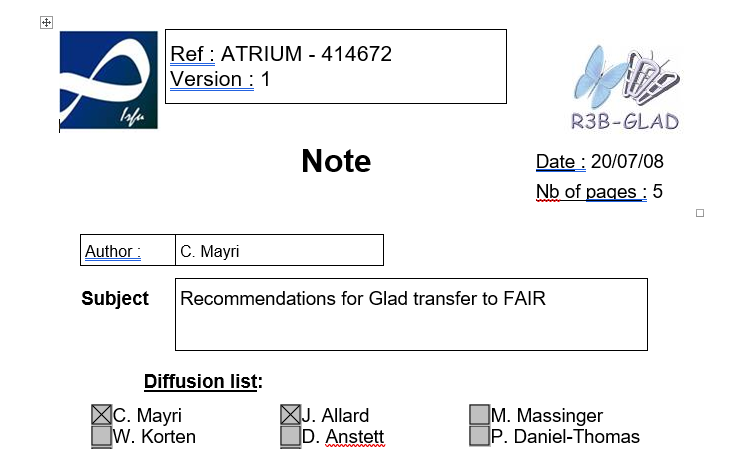 Ref : ATRIUM - 414672
Version : 1
Irfu
R3B-GLAD
Note
Date : 20/07/08
Nb of pages : 5
Author :
C. Mayri
Subject
Recommendations for Glad transfer to FAIR
Diffusion list:
C. Mayri
J. Allard
M. Massinger
W. Korten
D. Anstett
P. Daniel-Thomas